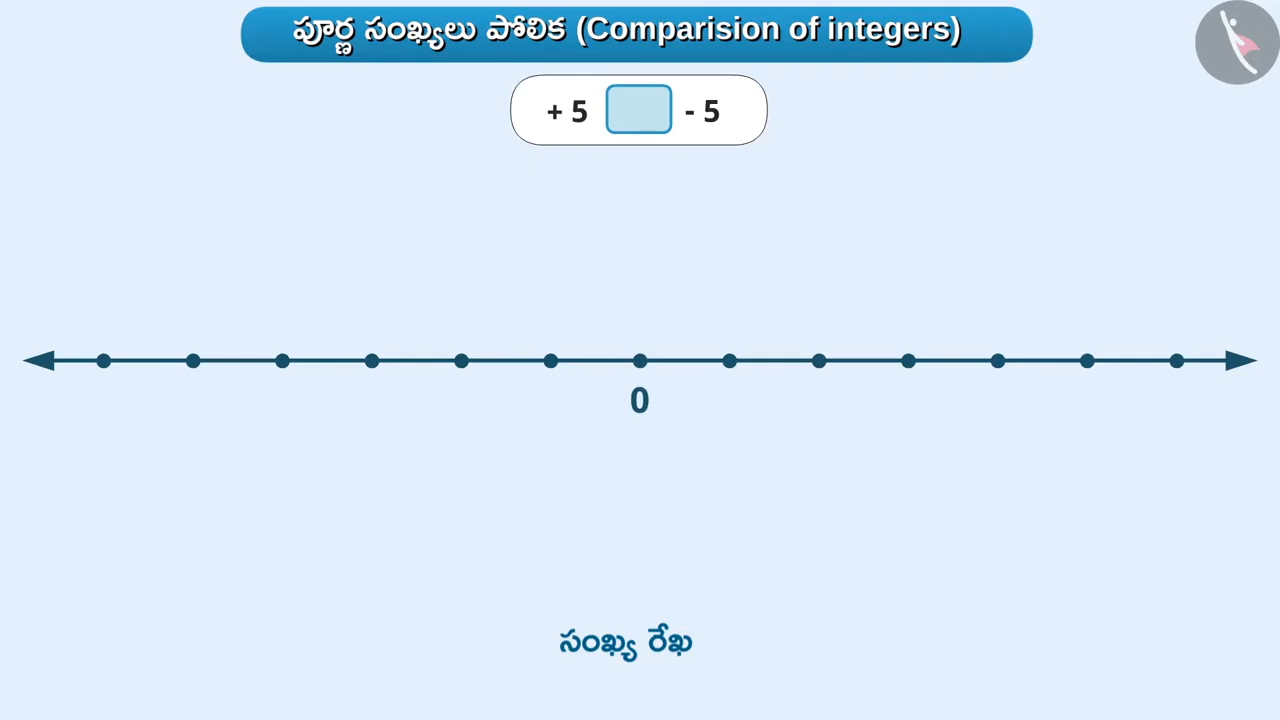 పూర్ణ సంఖ్యలు పోలిక (Comparision of integers)
+ 5 - 5
0
సంఖ్య రేఖ